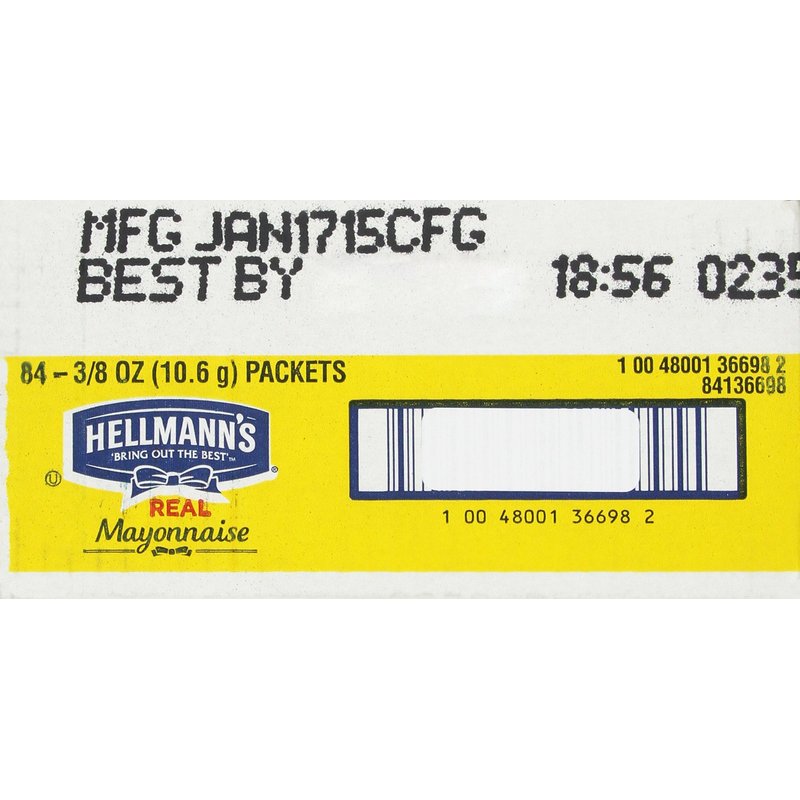 MFG JAN1715CFG
BEST BY 18:56 0235
84 – 3/8 OZ (10.6 g) PACKETS
1 00 48001 36698 2
84136698
HELLMANN'S
'BRING OUT THE BEST'™
U
®
REAL
Mayonnaise
1 00 48001 36698 2